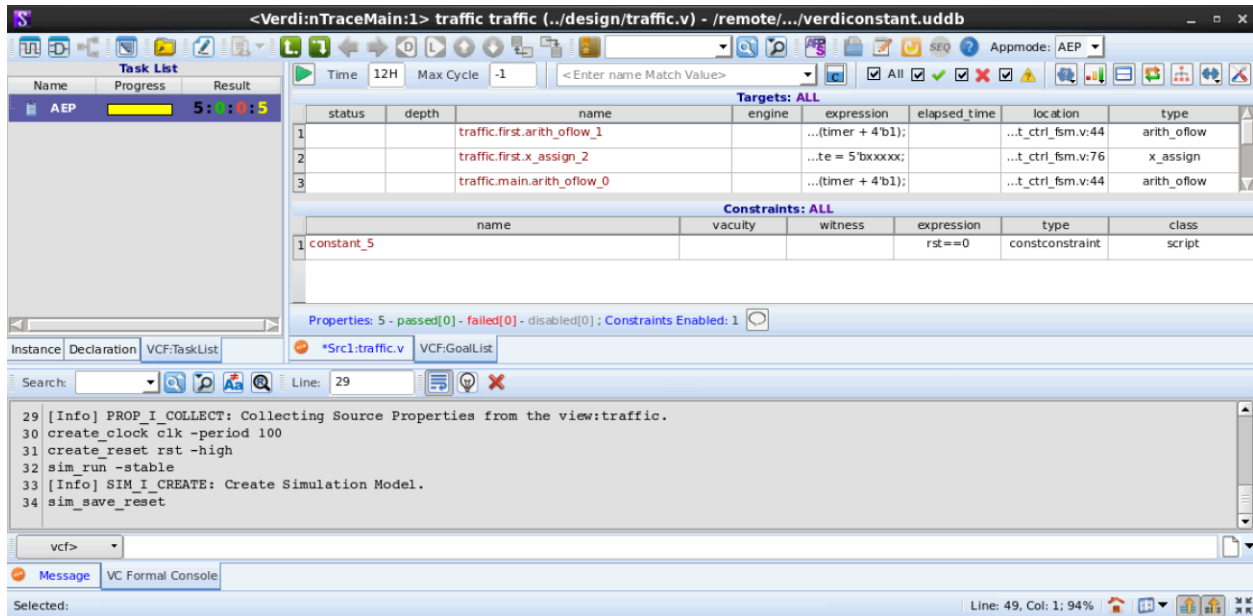 <Verdi:nTraceMain:1> traffic traffic (../design/traffic.v) - /remote/.../verdiconstant.uddb
SEQ Appmode: AEP
Task List
Name Progress Result
AEP 5:0:0:5
Time 12H Max Cycle -1 <Enter name Match Value> All
Targets: ALL
status depth name engine expression elapsed_time location type
1 traffic.first.arith_oflow_1 ...(timer + 4'b1); ...t_ctrl_fsm.v:44 arith_oflow
2 traffic.first.x_assign_2 ...te = 5'bxxxxx; ...t_ctrl_fsm.v:76 x_assign
3 traffic.main.arith_oflow_0 ...(timer + 4'b1); ...t_ctrl_fsm.v:44 arith_oflow
Constraints: ALL
name vacuity witness expression type class
1 constant_5 rst==0 constconstraint script
Properties: 5 - passed[0] - failed[0] - disabled[0] ; Constraints Enabled: 1
Instance Declaration VCF:TaskList
*Src1:traffic.v VCF:GoalList
Search: Line: 29
29 [Info] PROP_I_COLLECT: Collecting Source Properties from the view:traffic.
30 create_clock clk -period 100
31 create_reset rst -high
32 sim_run -stable
33 [Info] SIM_I_CREATE: Create Simulation Model.
34 sim_save_reset
vcf>
Message VC Formal Console
Selected: Line: 49, Col: 1; 94%